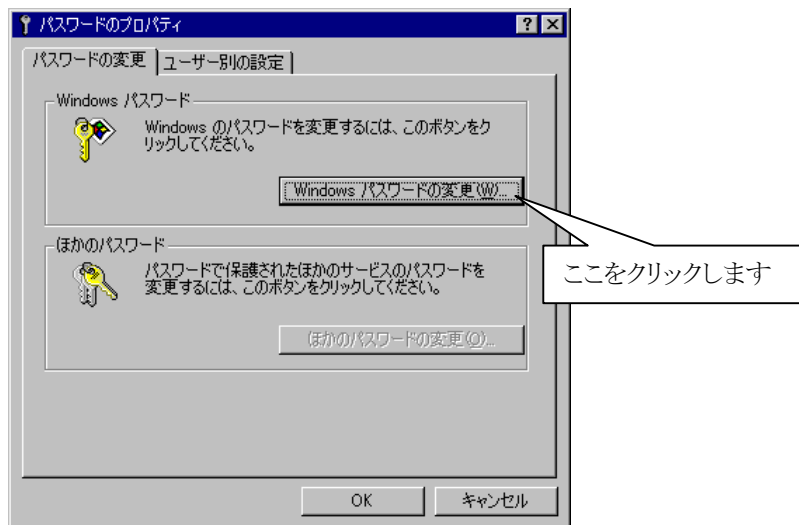 パスワードのプロパティ
パスワードの変更
ユーザー別の設定
Windows パスワード
Windows のパスワードを変更するには、このボタンをク
リックしてください。
Windows パスワードの変更(W)...
ここをクリックします
ほかのパスワード
パスワードで保護されたほかのサービスのパスワードを
変更するには、このボタンをクリックしてください。
ほかのパスワードの変更(O)...
OK
キャンセル